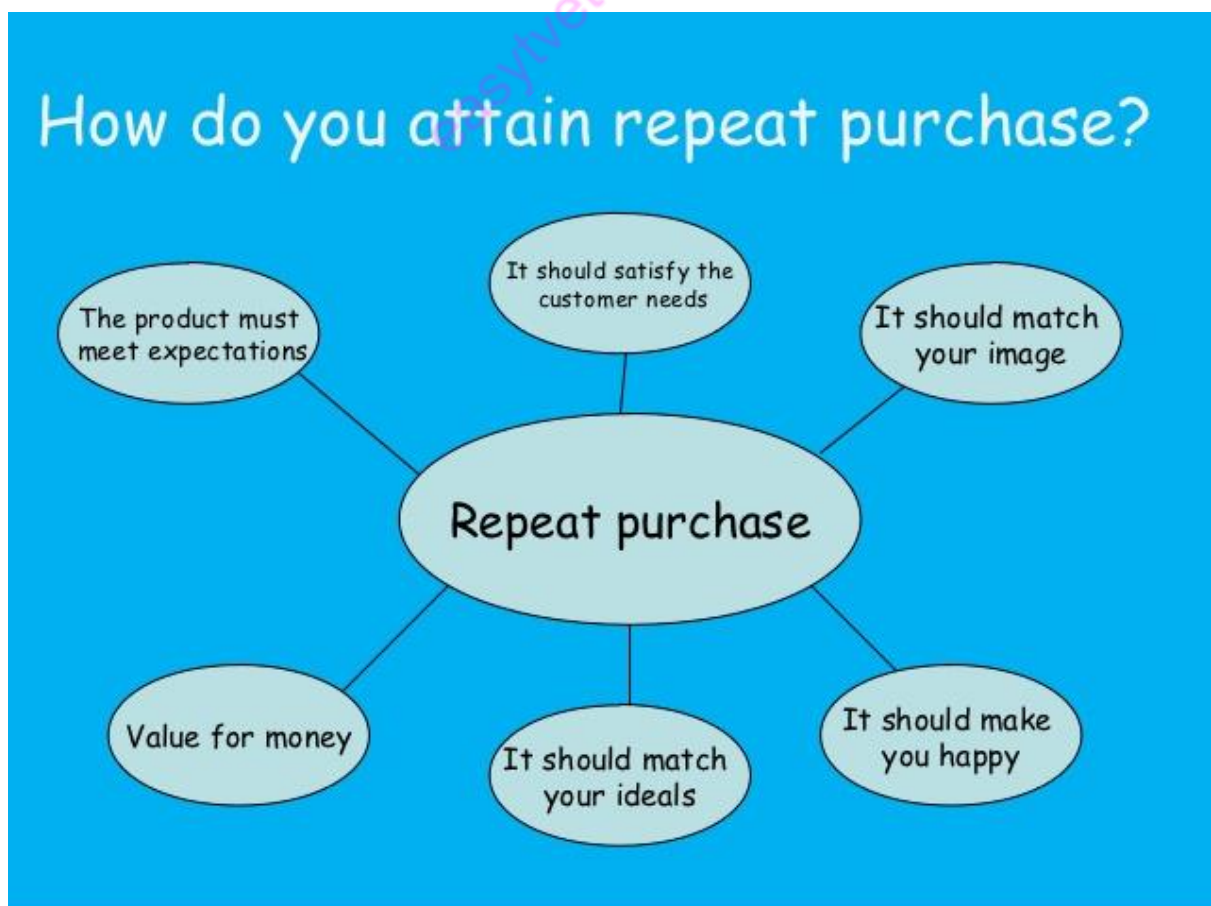 How do you attain repeat purchase?
It should satisfy the
customer needs
The product must
meet expectations
It should match
your image
Repeat purchase
Value for money
It should match
your ideals
It should make
you happy